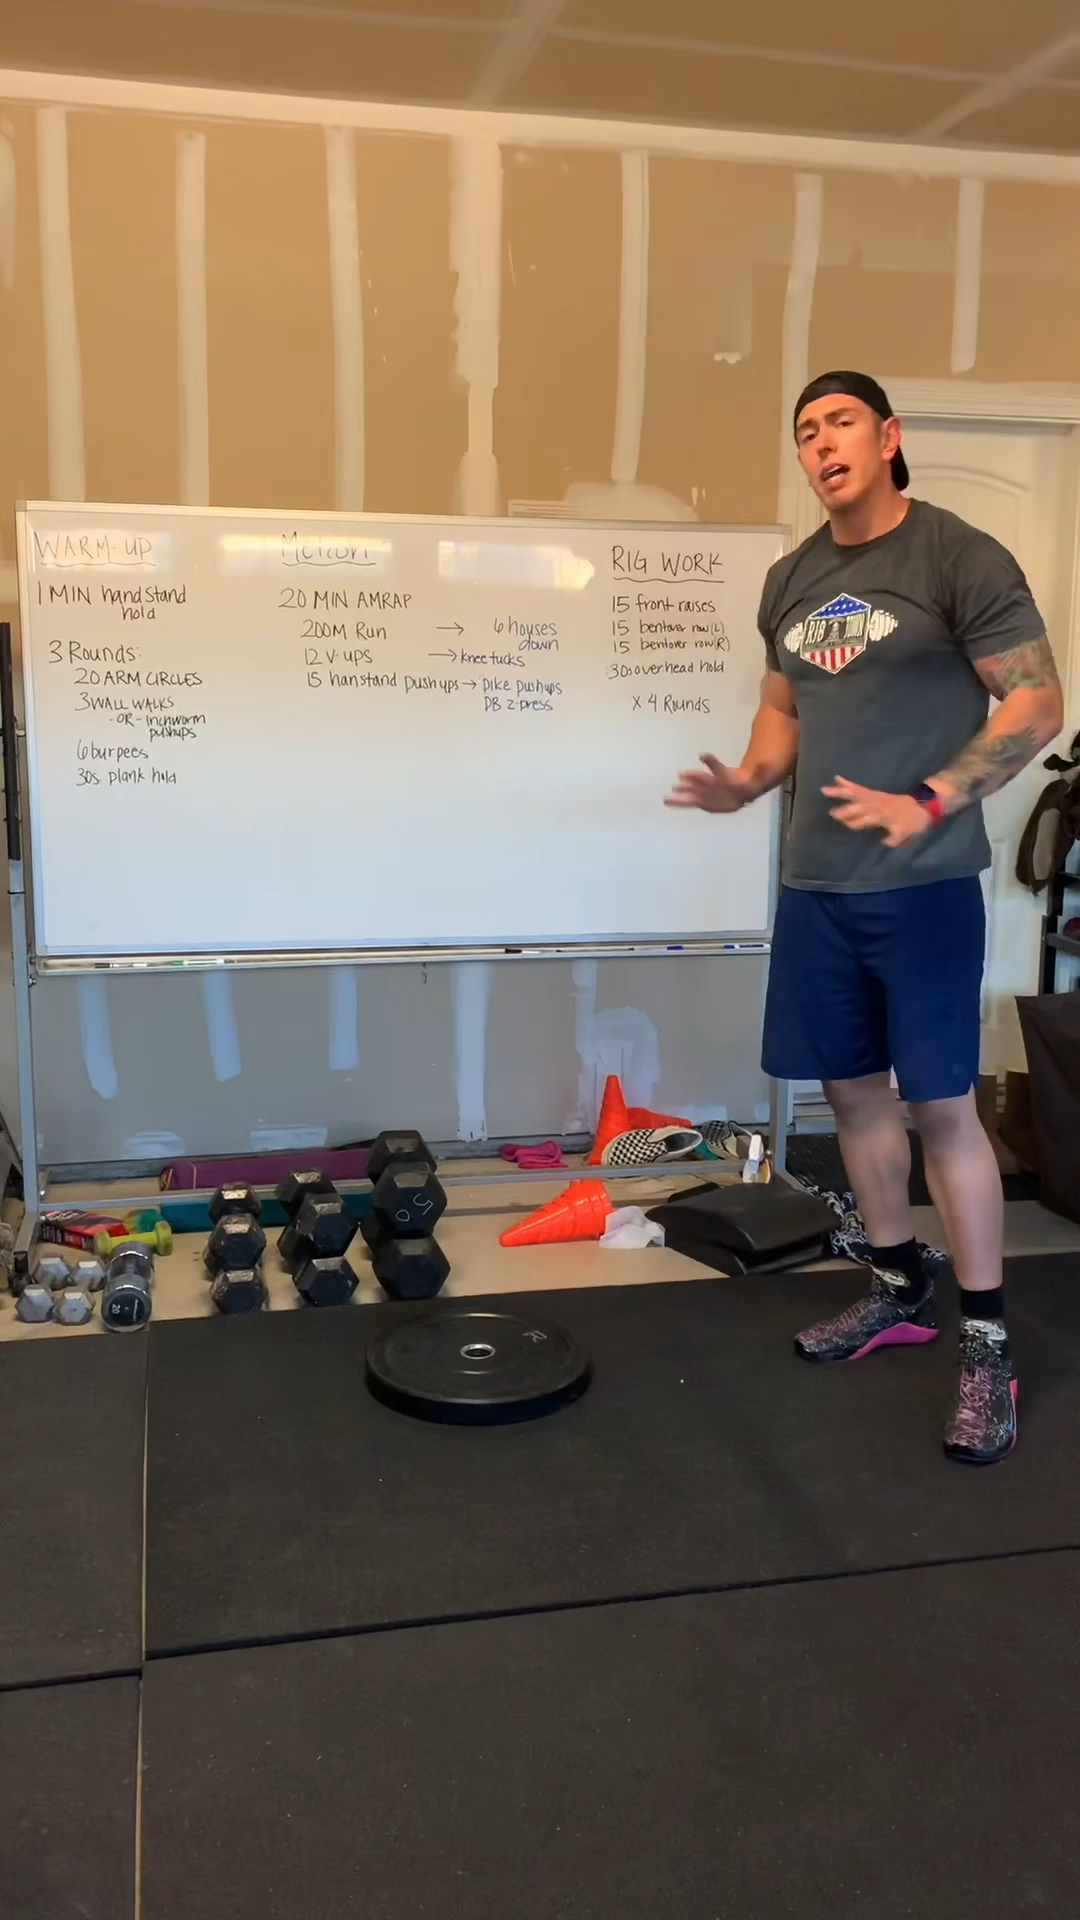 WARM-UP
1 MIN handstand
hold
3 Rounds:
20 ARM CIRCLES
3 WALL WALKS
-OR- inchworm
pushups
6 burpees
30s plank hold
Metcon
20 MIN AMRAP
200M Run → 6 houses
down
12 V-ups → knee tucks
15 hanstand pushups → pike pushups
DB z-press
RIG WORK
15 front raises
15 bentover row(L)
15 bentover row(R)
30s overhead hold
x 4 Rounds
50
20